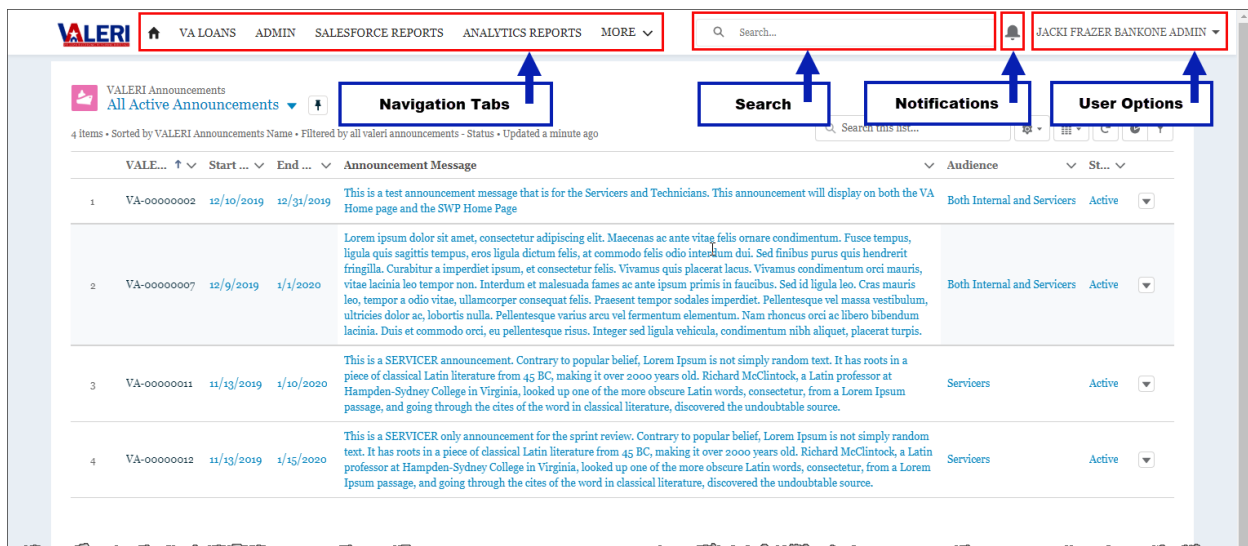 VALERI
VA LOANS ADMIN SALESFORCE REPORTS ANALYTICS REPORTS MORE
Search...
JACKI FRAZER BANKONE ADMIN
VALERI Announcements
All Active Announcements
Navigation Tabs
Search
Notifications
User Options
4 items • Sorted by VALERI Announcements Name • Filtered by all valeri announcements - Status • Updated a minute ago
Search this list...
VALE... Start ... End ... Announcement Message Audience St...
1 VA-00000002 12/10/2019 12/31/2019 This is a test announcement message that is for the Servicers and Technicians. This announcement will display on both the VA
Home page and the SWP Home Page
Both Internal and Servicers Active
Lorem ipsum dolor sit amet, consectetur adipiscing elit. Maecenas ac ante vitae felis ornare condimentum. Fusce tempus,
ligula quis sagittis tempus, eros ligula dictum felis, at commodo felis odio interdum dui. Sed finibus purus quis hendrerit
fringilla. Curabitur a imperdiet ipsum, et consectetur felis. Vivamus quis placerat lacus. Vivamus condimentum orci mauris,
2 VA-00000007 12/9/2019 1/1/2020 vitae lacinia leo tempor non. Interdum et malesuada fames ac ante ipsum primis in faucibus. Sed id ligula leo. Cras mauris
Both Internal and Servicers Active
leo, tempor a odio vitae, ullamcorper consequat felis. Praesent tempor sodales imperdiet. Pellentesque vel massa vestibulum,
ultricies dolor ac, lobortis nulla. Pellentesque varius arcu vel fermentum elementum. Nam rhoncus orci ac libero bibendum
lacinia. Duis et commodo orci, eu pellentesque risus. Integer sed ligula vehicula, condimentum nibh aliquet, placerat turpis.
This is a SERVICER announcement. Contrary to popular belief, Lorem Ipsum is not simply random text. It has roots in a
3 VA-00000011 11/13/2019 1/10/2020 piece of classical Latin literature from 45 BC, making it over 2000 years old. Richard McClintock, a Latin professor at
Hampden-Sydney College in Virginia, looked up one of the more obscure Latin words, consectetur, from a Lorem Ipsum
Servicers Active
passage, and going through the cites of the word in classical literature, discovered the undoubtable source.
This is a SERVICER only announcement for the sprint review. Contrary to popular belief, Lorem Ipsum is not simply random
4 VA-00000012 11/13/2019 1/15/2020 text. It has roots in a piece of classical Latin literature from 45 BC, making it over 2000 years old. Richard McClintock, a Latin
professor at Hampden-Sydney College in Virginia, looked up one of the more obscure Latin words, consectetur, from a Lorem
Servicers Active
Ipsum passage, and going through the cites of the word in classical literature, discovered the undoubtable source.